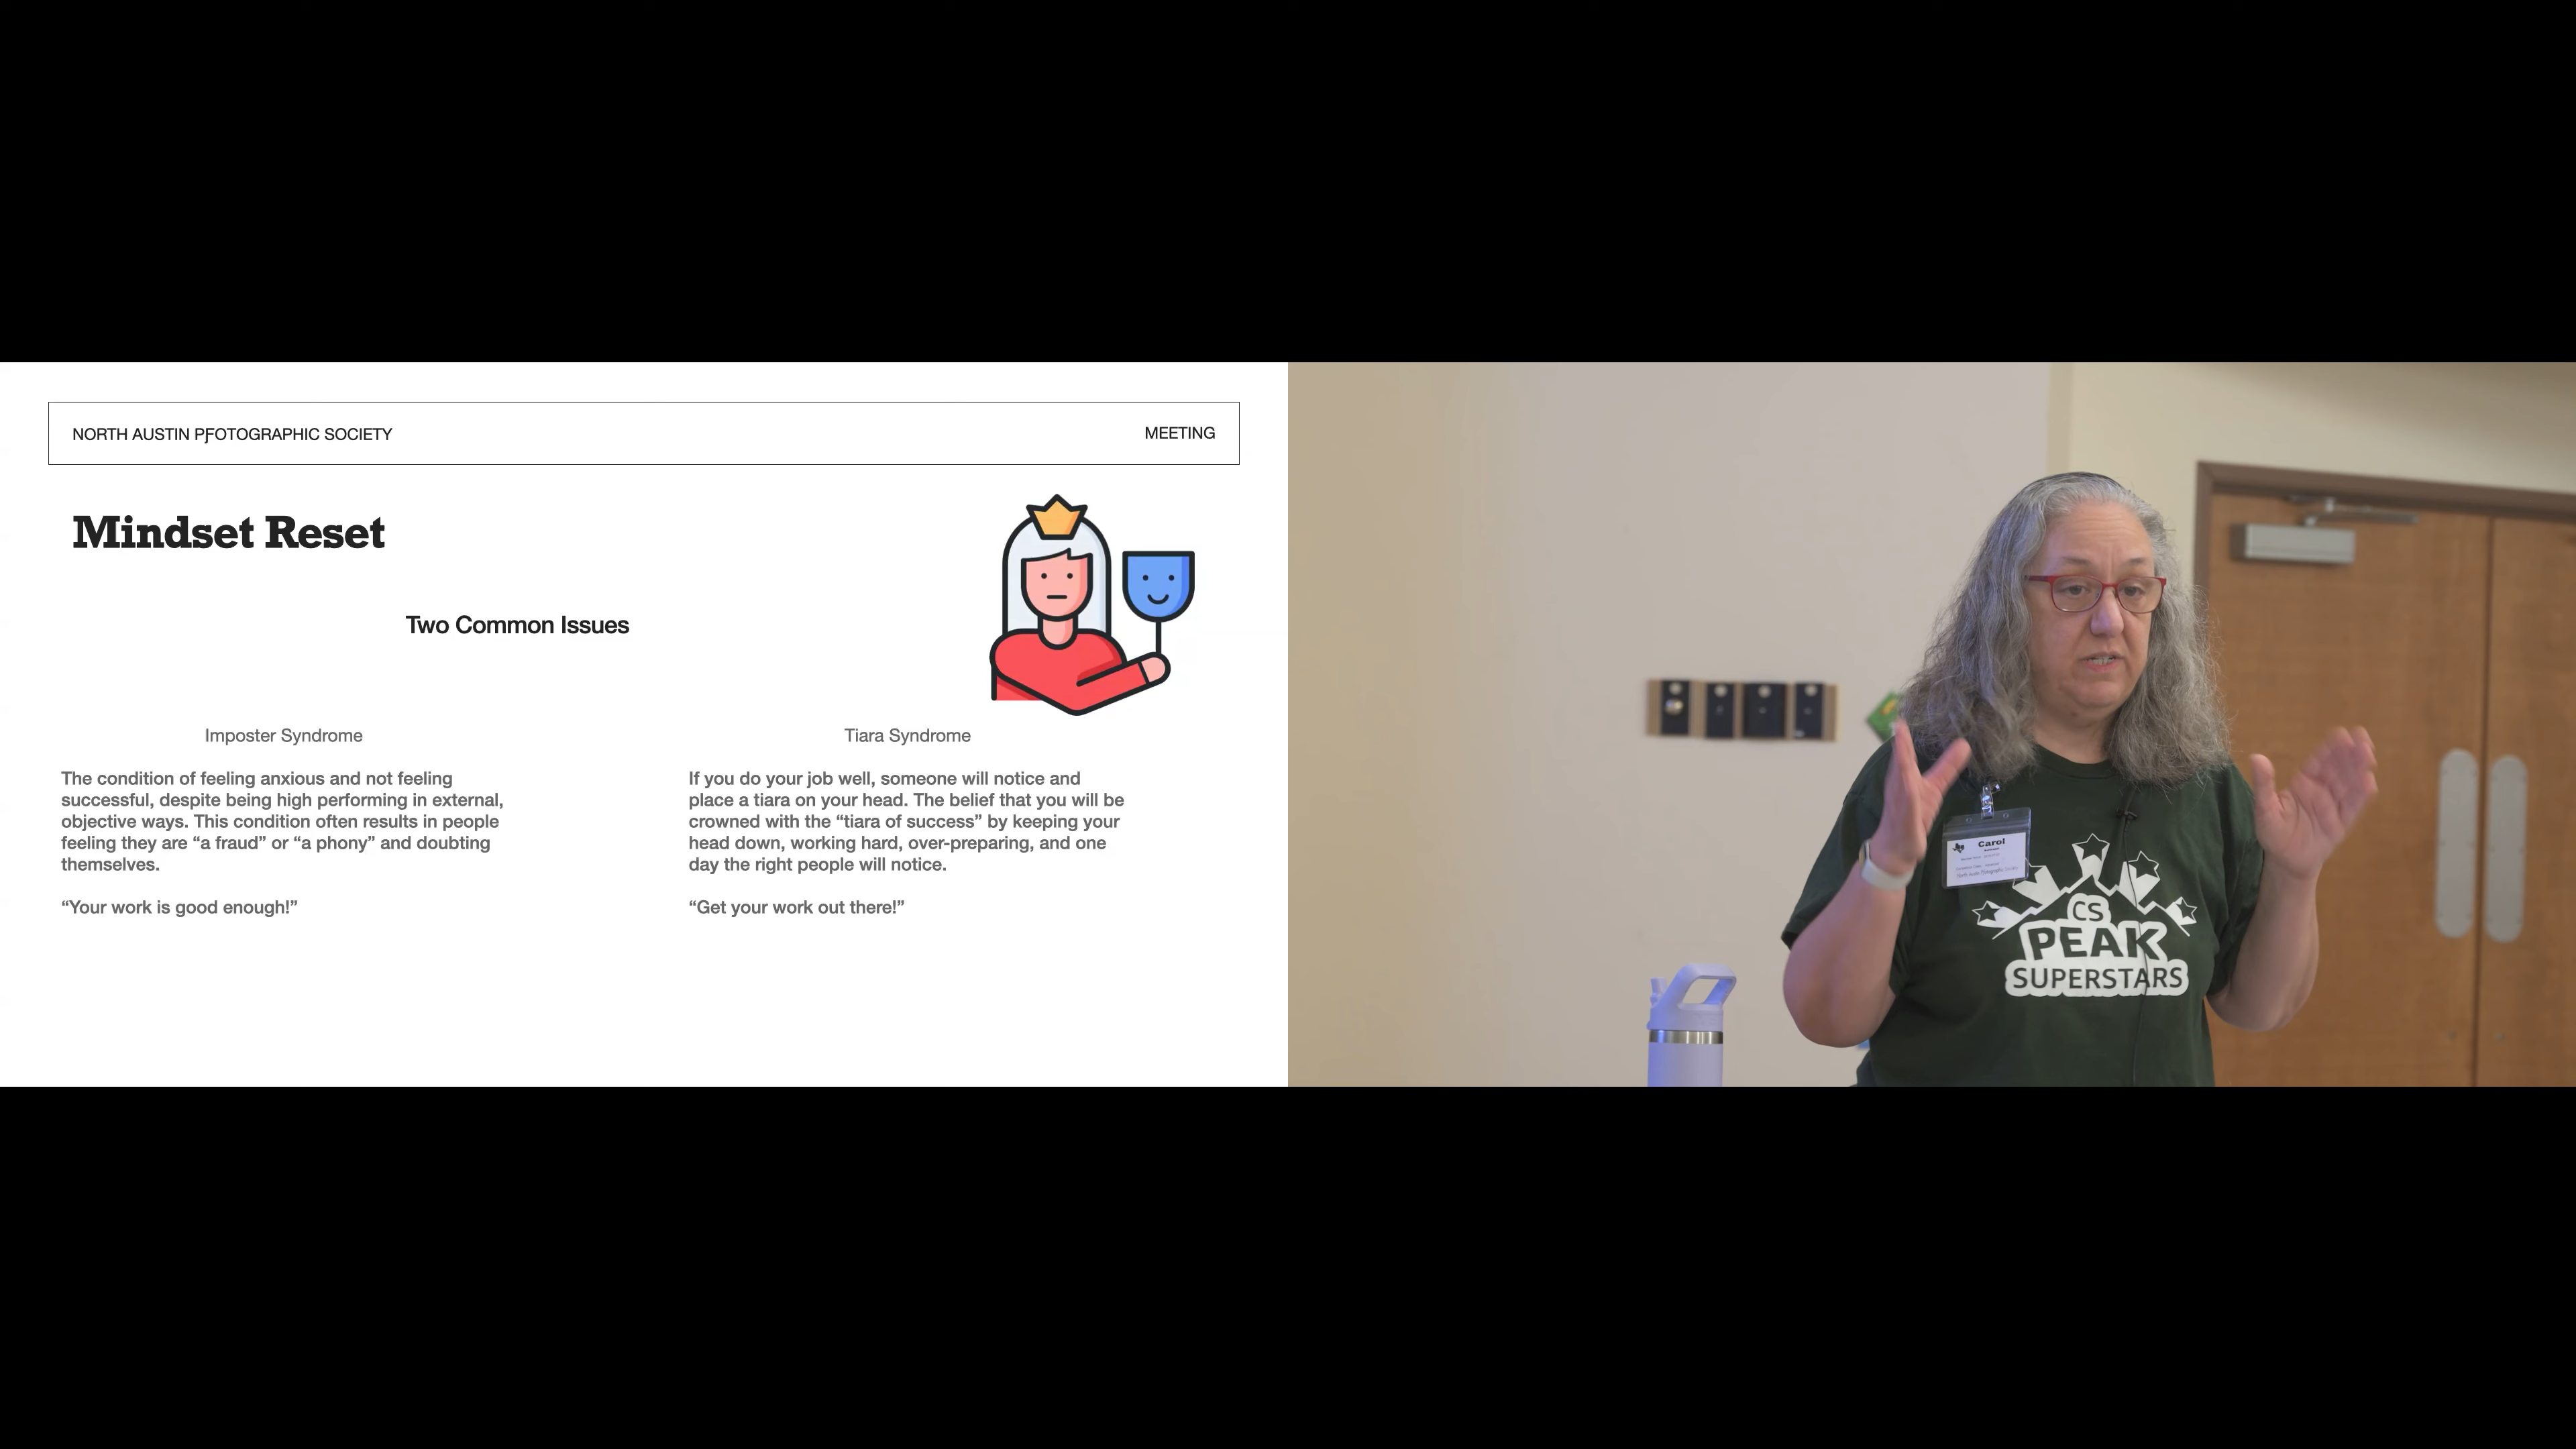 NORTH AUSTIN PƒOTOGRAPHIC SOCIETY
MEETING
Mindset Reset
Two Common Issues
Imposter Syndrome
The condition of feeling anxious and not feeling
successful, despite being high performing in external,
objective ways. This condition often results in people
feeling they are “a fraud” or “a phony” and doubting
themselves.
“Your work is good enough!”
Tiara Syndrome
If you do your job well, someone will notice and
place a tiara on your head. The belief that you will be
crowned with the “tiara of success” by keeping your
head down, working hard, over-preparing, and one
day the right people will notice.
“Get your work out there!”
Carol
CS
PEAK
SUPERSTARS